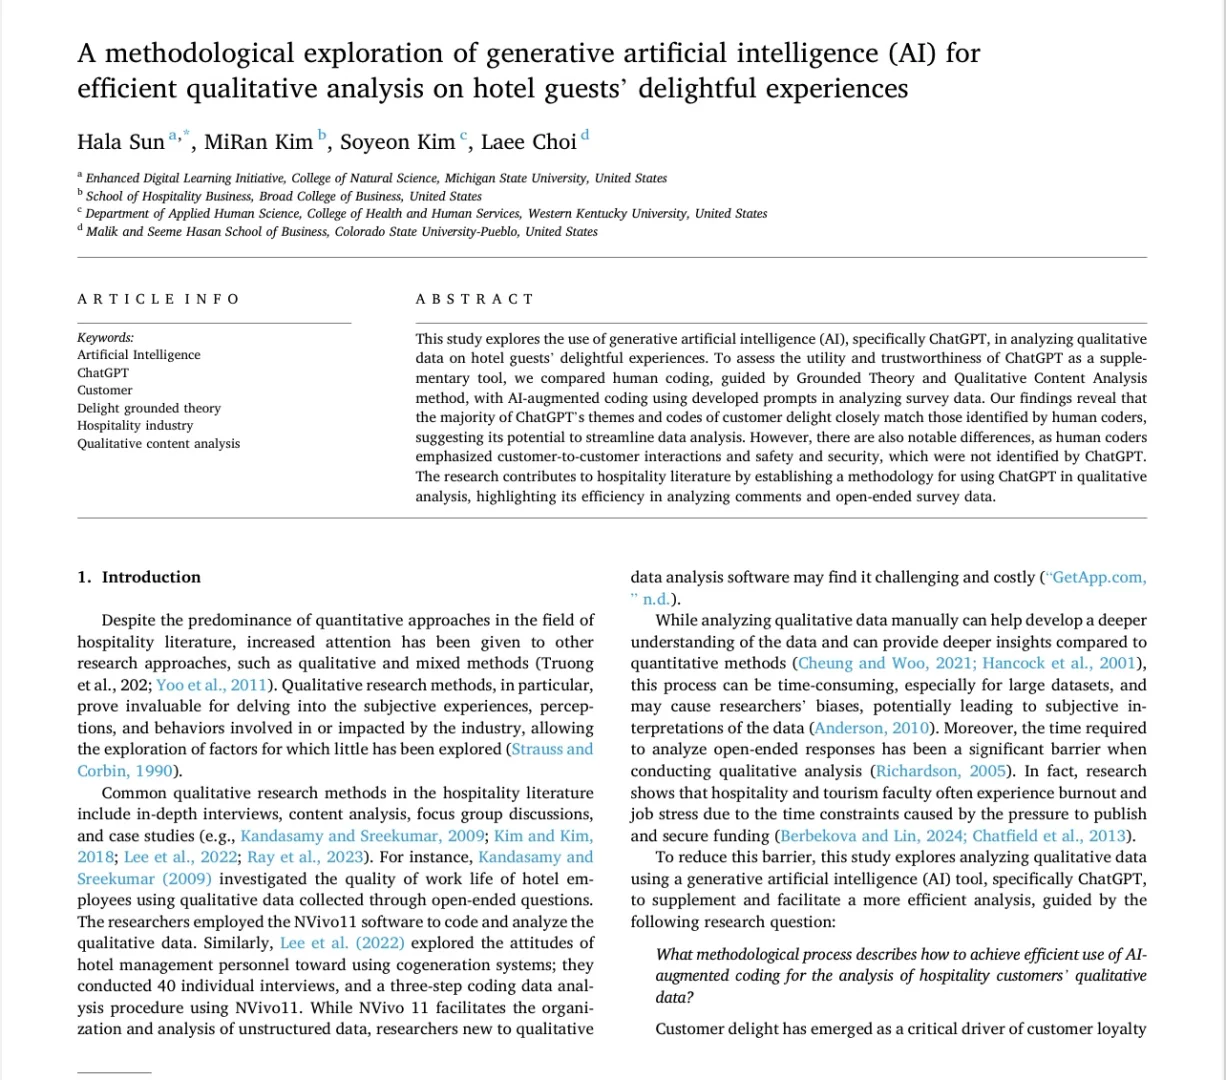 A methodological exploration of generative artificial intelligence (AI) for
efficient qualitative analysis on hotel guests’ delightful experiences
Hala Sun a,*, MiRan Kim b, Soyeon Kim c, Laee Choi d
a Enhanced Digital Learning Initiative, College of Natural Science, Michigan State University, United States
b School of Hospitality Business, Broad College of Business, United States
c Department of Applied Human Science, College of Health and Human Services, Western Kentucky University, United States
d Malik and Seeme Hasan School of Business, Colorado State University-Pueblo, United States
ARTICLE INFO
Keywords:
Artificial Intelligence
ChatGPT
Customer
Delight grounded theory
Hospitality industry
Qualitative content analysis
ABSTRACT
This study explores the use of generative artificial intelligence (AI), specifically ChatGPT, in analyzing qualitative
data on hotel guests’ delightful experiences. To assess the utility and trustworthiness of ChatGPT as a supple-
mentary tool, we compared human coding, guided by Grounded Theory and Qualitative Content Analysis
method, with AI-augmented coding using developed prompts in analyzing survey data. Our findings reveal that
the majority of ChatGPT’s themes and codes of customer delight closely match those identified by human coders,
suggesting its potential to streamline data analysis. However, there are also notable differences, as human coders
emphasized customer-to-customer interactions and safety and security, which were not identified by ChatGPT.
The research contributes to hospitality literature by establishing a methodology for using ChatGPT in qualitative
analysis, highlighting its efficiency in analyzing comments and open-ended survey data.
1. Introduction
Despite the predominance of quantitative approaches in the field of
hospitality literature, increased attention has been given to other
research approaches, such as qualitative and mixed methods (Truong
et al., 202; Yoo et al., 2011). Qualitative research methods, in particular,
prove invaluable for delving into the subjective experiences, percep-
tions, and behaviors involved in or impacted by the industry, allowing
the exploration of factors for which little has been explored (Strauss and
Corbin, 1990).
Common qualitative research methods in the hospitality literature
include in-depth interviews, content analysis, focus group discussions,
and case studies (e.g., Kandasamy and Sreekumar, 2009; Kim and Kim,
2018; Lee et al., 2022; Ray et al., 2023). For instance, Kandasamy and
Sreekumar (2009) investigated the quality of work life of hotel em-
ployees using qualitative data collected through open-ended questions.
The researchers employed the NVivo11 software to code and analyze the
qualitative data. Similarly, Lee et al. (2022) explored the attitudes of
hotel management personnel toward using cogeneration systems; they
conducted 40 individual interviews, and a three-step coding data anal-
ysis procedure using NVivo11. While NVivo 11 facilitates the organi-
zation and analysis of unstructured data, researchers new to qualitative
data analysis software may find it challenging and costly (“GetApp.com,
” n.d.).
While analyzing qualitative data manually can help develop a deeper
understanding of the data and can provide deeper insights compared to
quantitative methods (Cheung and Woo, 2021; Hancock et al., 2001),
this process can be time-consuming, especially for large datasets, and
may cause researchers’ biases, potentially leading to subjective in-
terpretations of the data (Anderson, 2010). Moreover, the time required
to analyze open-ended responses has been a significant barrier when
conducting qualitative analysis (Richardson, 2005). In fact, research
shows that hospitality and tourism faculty often experience burnout and
job stress due to the time constraints caused by the pressure to publish
and secure funding (Berbekova and Lin, 2024; Chatfield et al., 2013).
To reduce this barrier, this study explores analyzing qualitative data
using a generative artificial intelligence (AI) tool, specifically ChatGPT,
to supplement and facilitate a more efficient analysis, guided by the
following research question:
What methodological process describes how to achieve efficient use of AI-
augmented coding for the analysis of hospitality customers’ qualitative
data?
Customer delight has emerged as a critical driver of customer loyalty